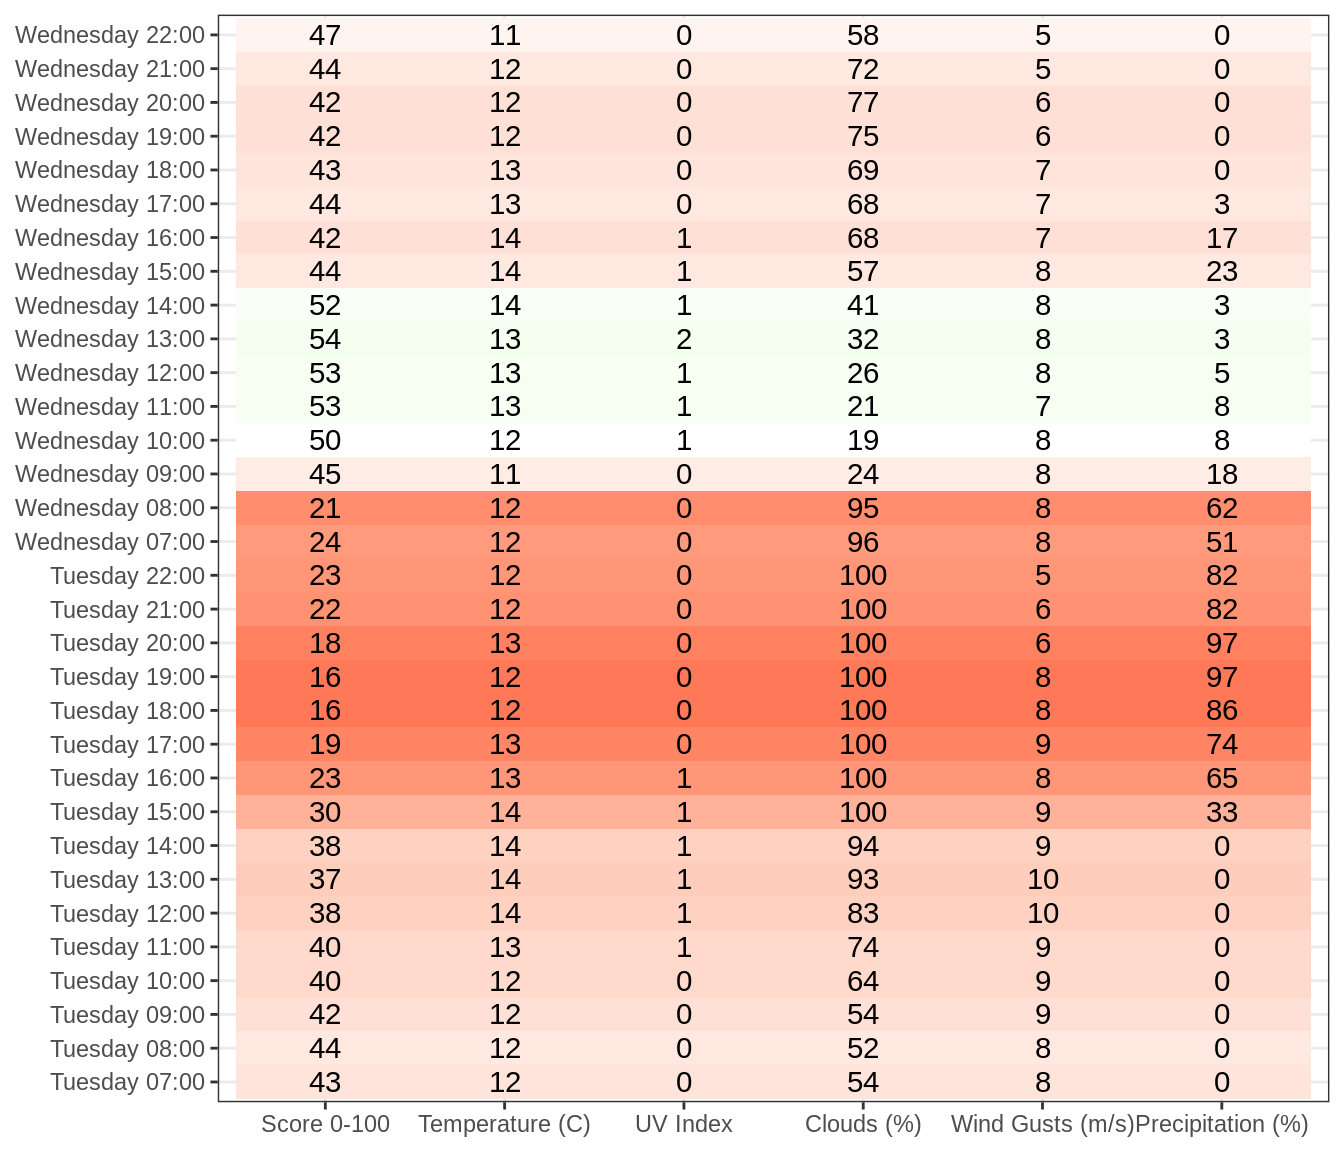 Wednesday 22:00 47 11 0 58 5 0
Wednesday 21:00 44 12 0 72 5 0
Wednesday 20:00 42 12 0 77 6 0
Wednesday 19:00 42 12 0 75 6 0
Wednesday 18:00 43 13 0 69 7 0
Wednesday 17:00 44 13 0 68 7 3
Wednesday 16:00 42 14 1 68 7 17
Wednesday 15:00 44 14 1 57 8 23
Wednesday 14:00 52 14 1 41 8 3
Wednesday 13:00 54 13 2 32 8 3
Wednesday 12:00 53 13 1 26 8 5
Wednesday 11:00 53 13 1 21 7 8
Wednesday 10:00 50 12 1 19 8 8
Wednesday 09:00 45 11 0 24 8 18
Wednesday 08:00 21 12 0 95 8 62
Wednesday 07:00 24 12 0 96 8 51
Tuesday 22:00 23 12 0 100 5 82
Tuesday 21:00 22 12 0 100 6 82
Tuesday 20:00 18 13 0 100 6 97
Tuesday 19:00 16 12 0 100 8 97
Tuesday 18:00 16 12 0 100 8 86
Tuesday 17:00 19 13 0 100 9 74
Tuesday 16:00 23 13 1 100 8 65
Tuesday 15:00 30 14 1 100 9 33
Tuesday 14:00 38 14 1 94 9 0
Tuesday 13:00 37 14 1 93 10 0
Tuesday 12:00 38 14 1 83 10 0
Tuesday 11:00 40 13 1 74 9 0
Tuesday 10:00 40 12 0 64 9 0
Tuesday 09:00 42 12 0 54 9 0
Tuesday 08:00 44 12 0 52 8 0
Tuesday 07:00 43 12 0 54 8 0
Score 0-100 Temperature (C) UV Index Clouds (%) Wind Gusts (m/s) Precipitation (%)